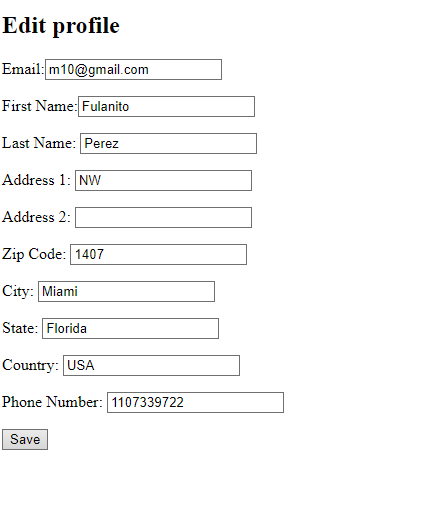 Edit profile
Email: m10@gmail.com
First Name: Fulanito
Last Name: Perez
Address 1: NW
Address 2:
Zip Code: 1407
City: Miami
State: Florida
Country: USA
Phone Number: 1107339722
Save